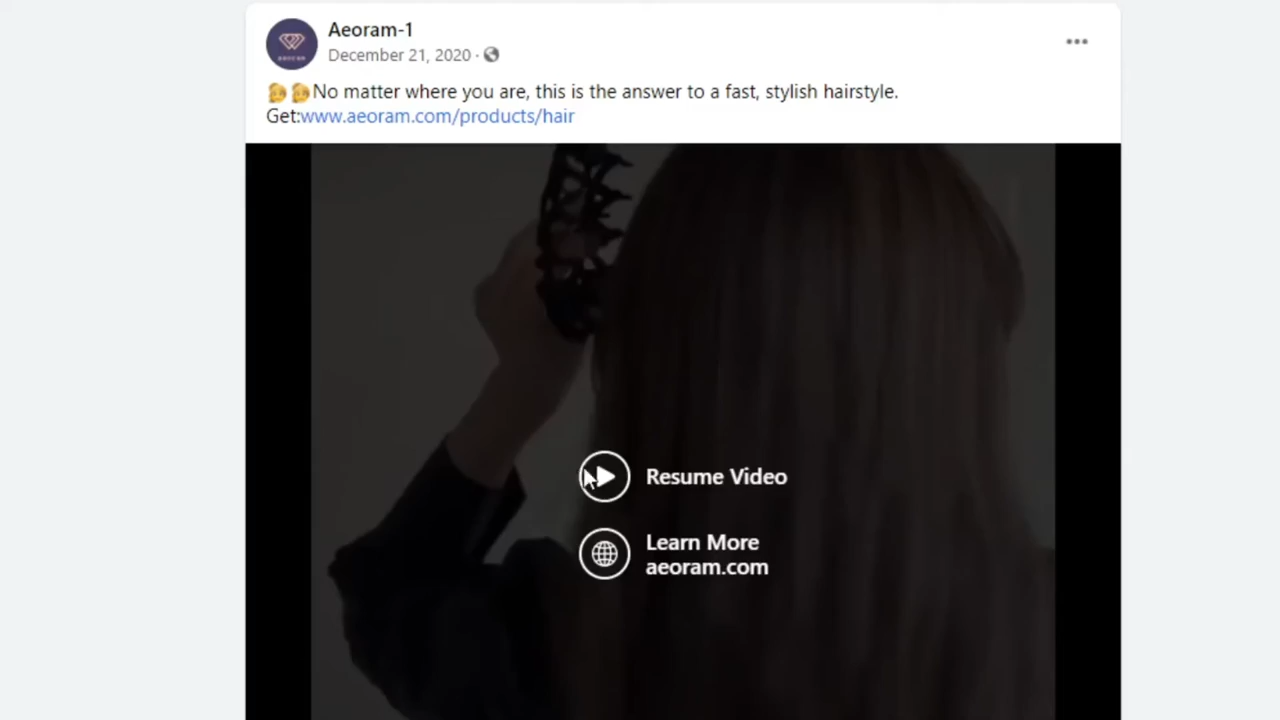 Aeoram-1
December 21, 2020 ·
No matter where you are, this is the answer to a fast, stylish hairstyle.
Get:www.aeoram.com/products/hair
Resume Video
Learn More
aeoram.com